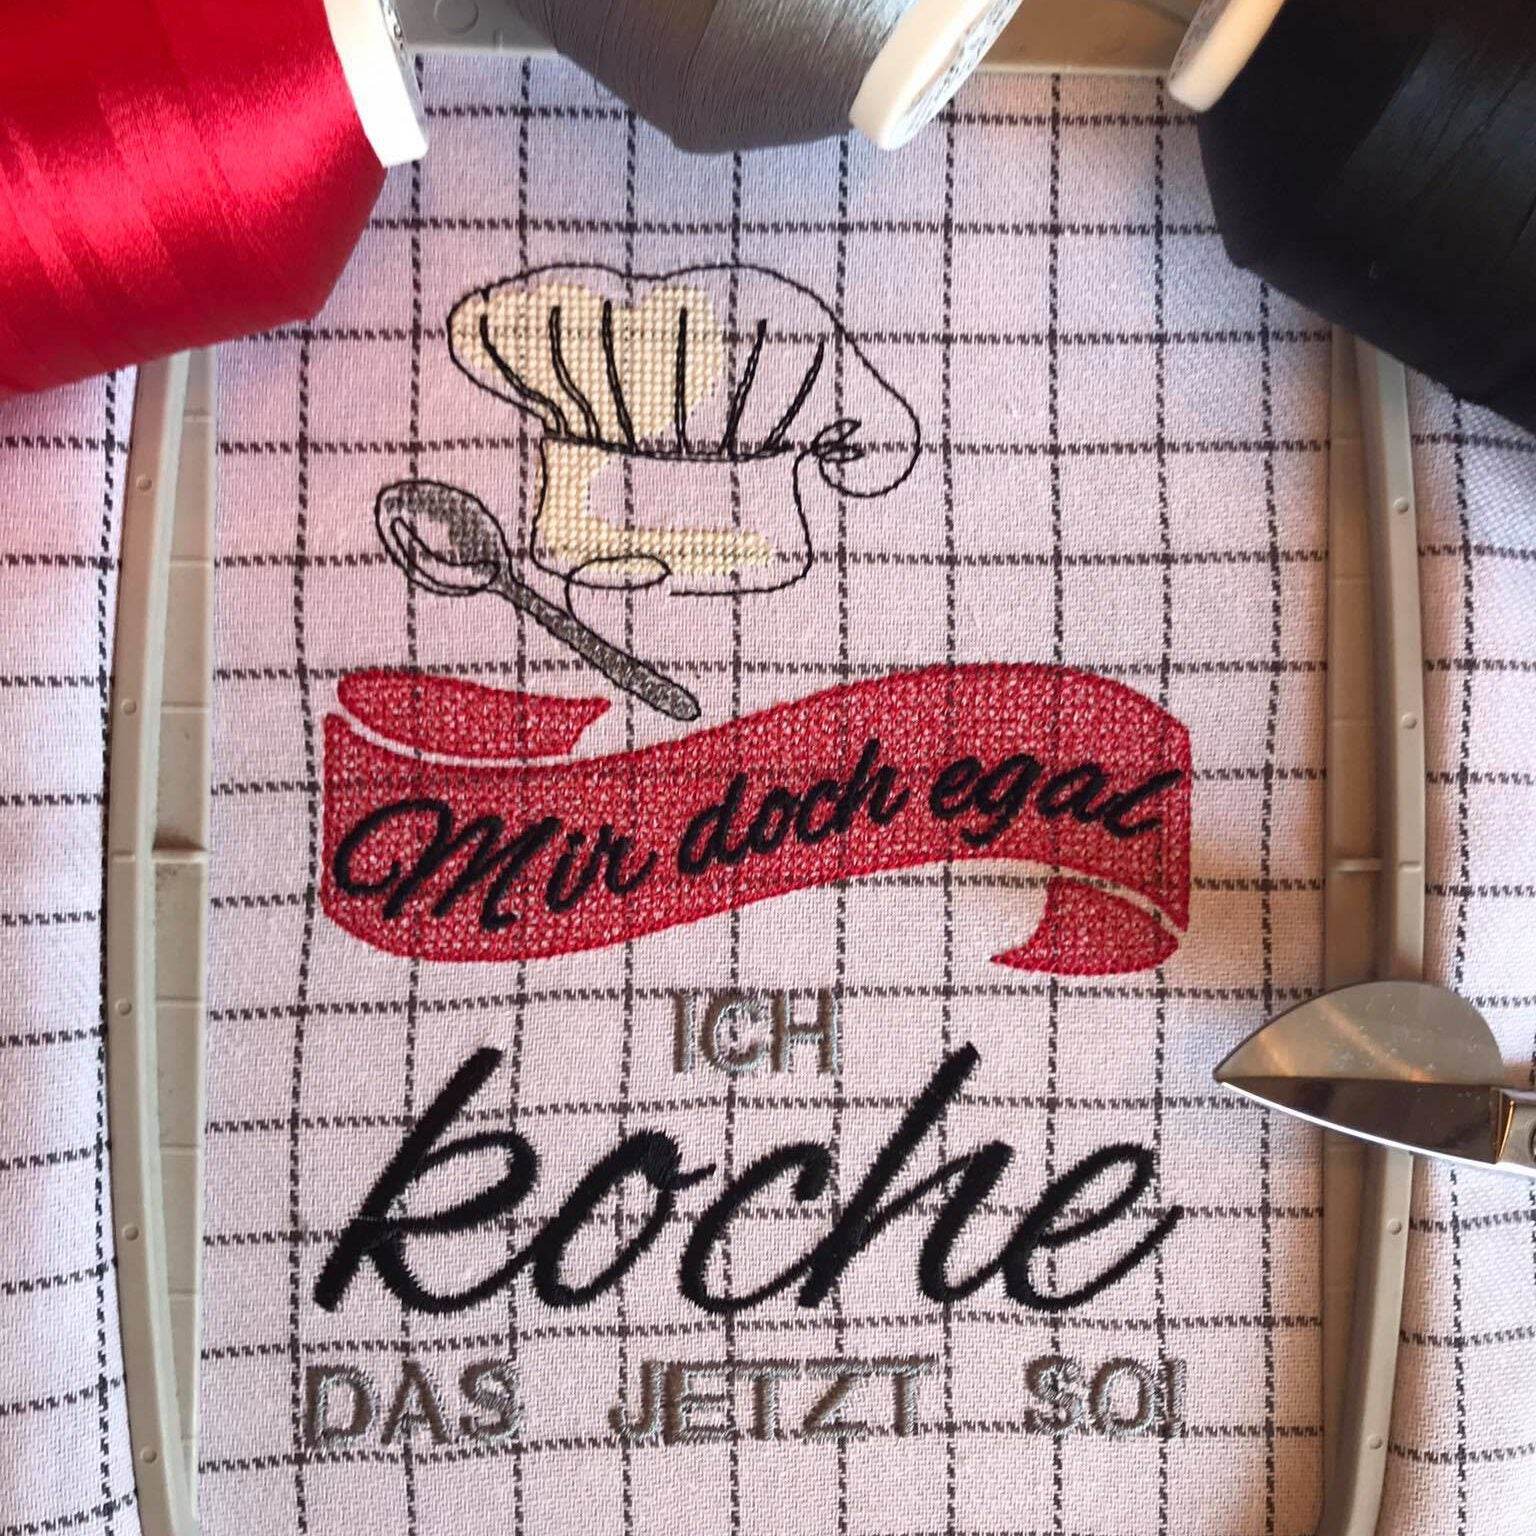 Mir doch egal
ICH
koche
DAS JETZT SO!